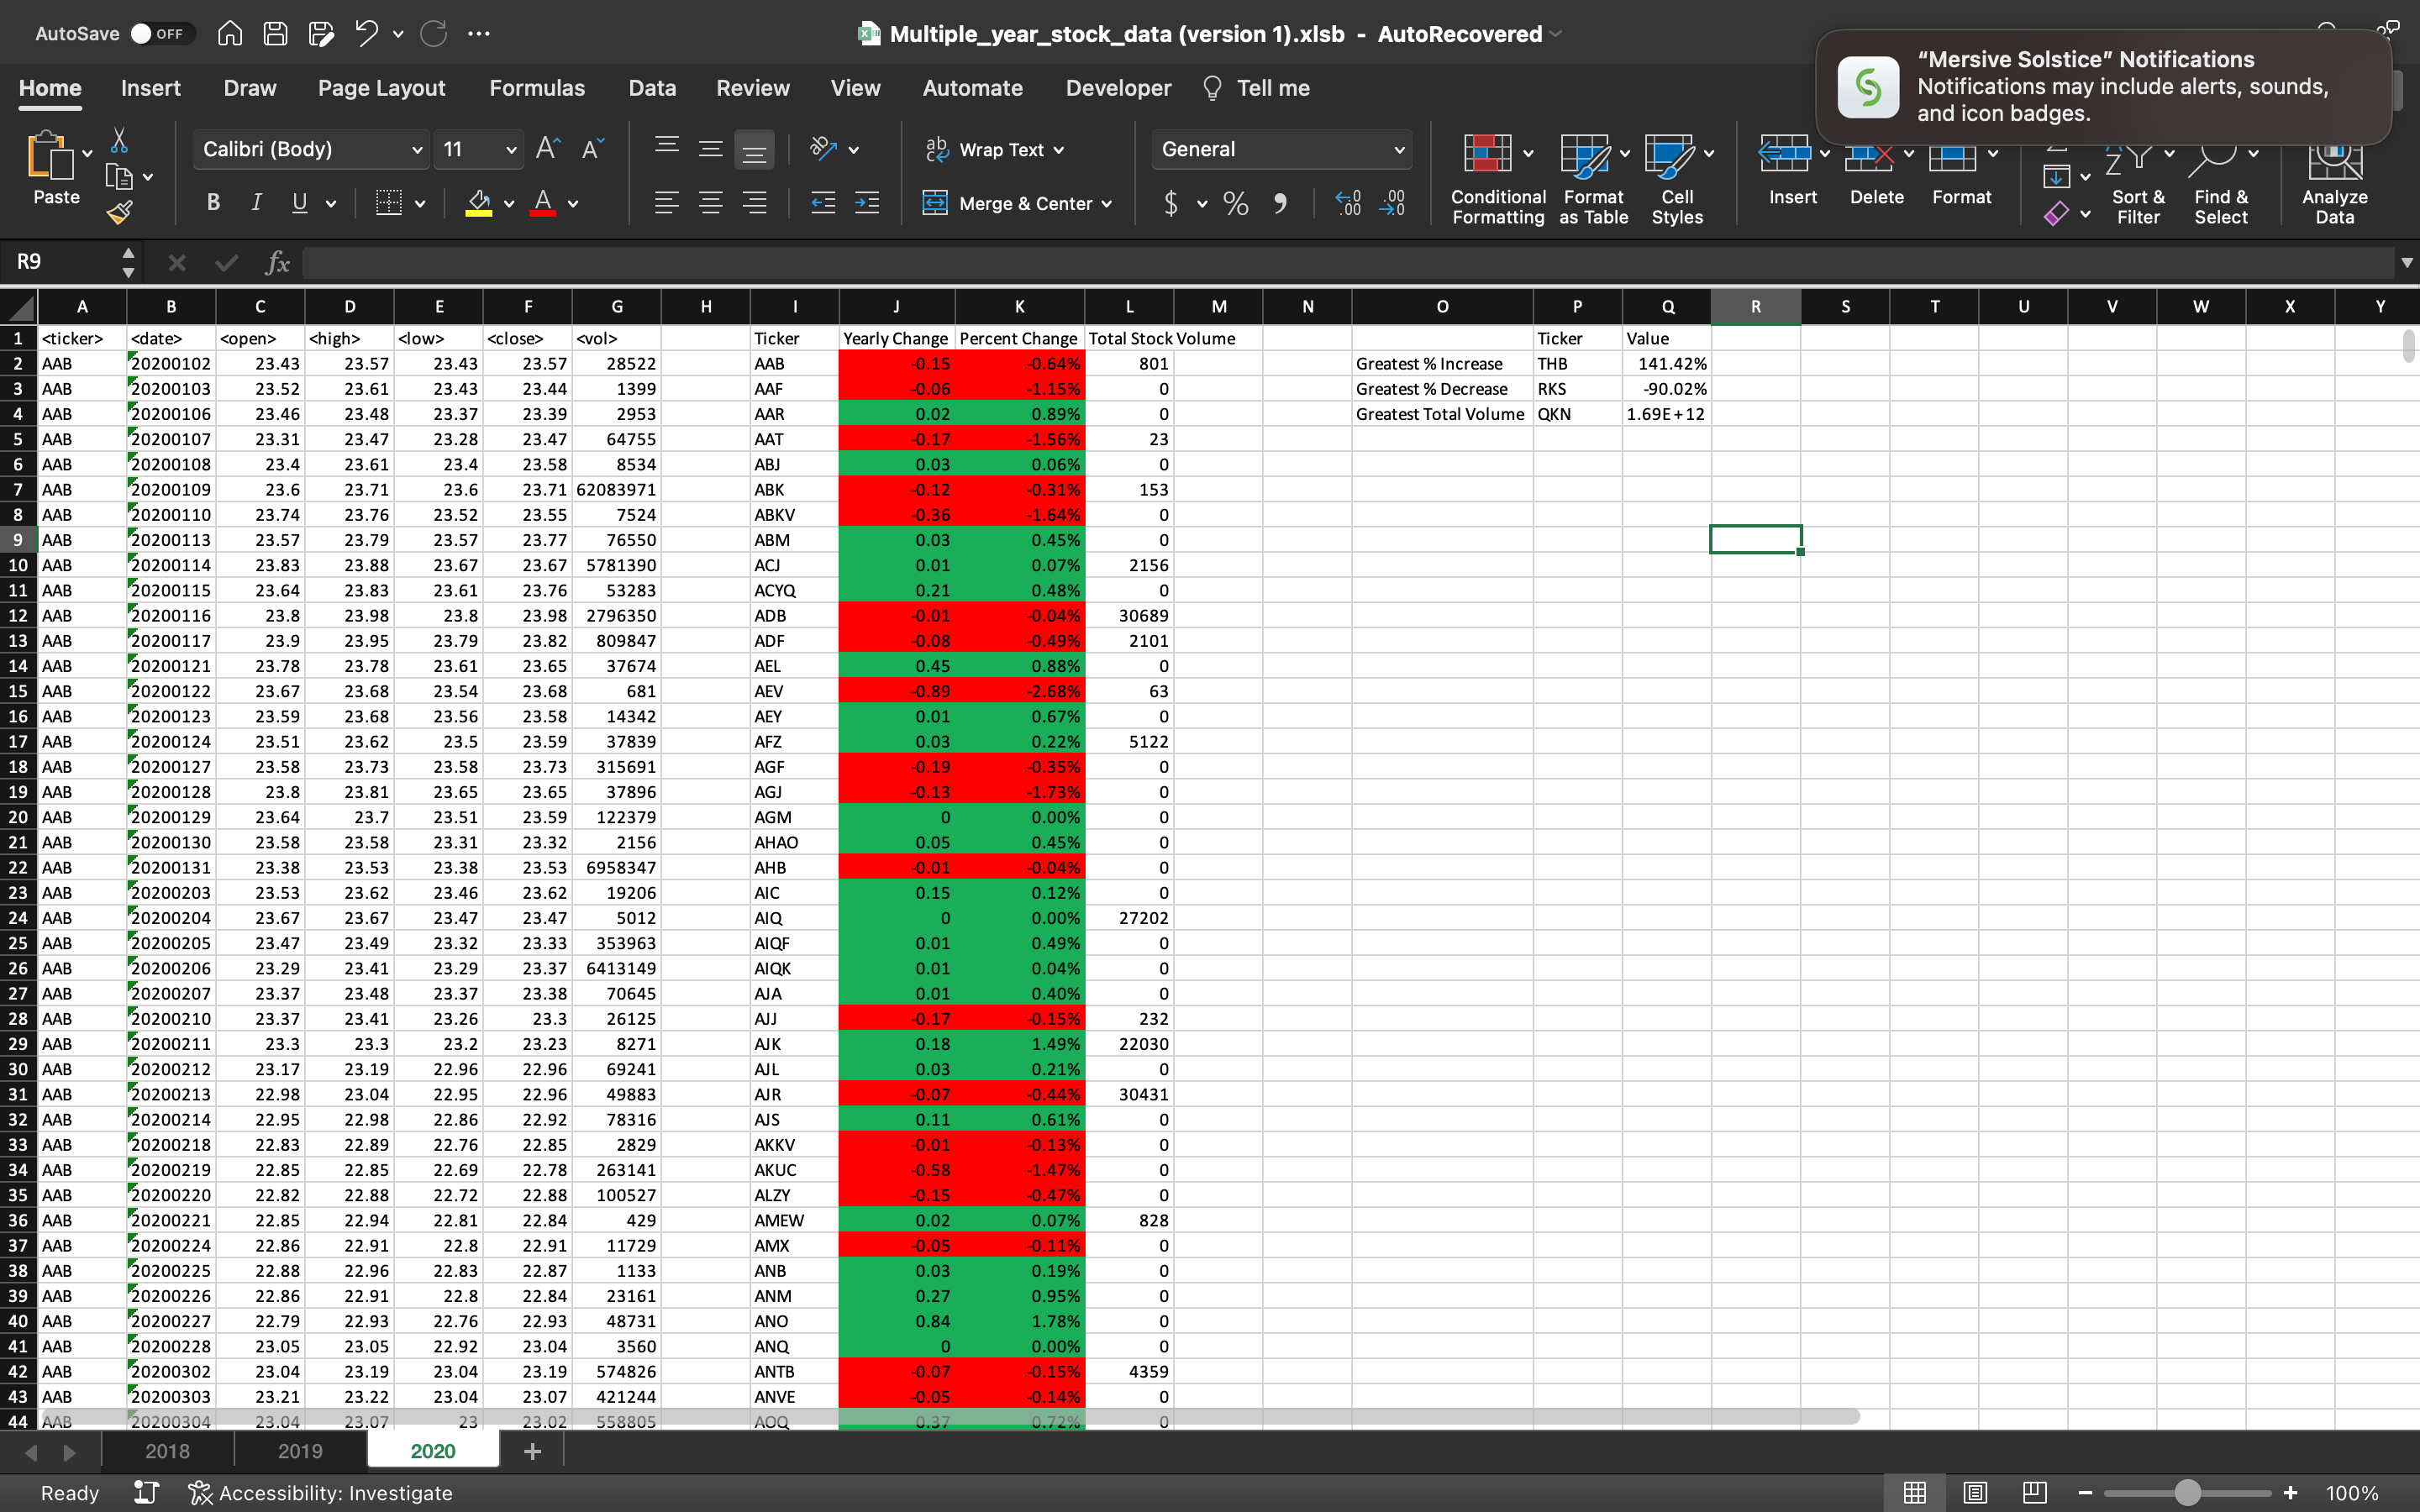 AutoSave OFF Multiple_year_stock_data (version 1).xlsb - AutoRecovered
"Mersive Solstice" Notifications
Notifications may include alerts, sounds,
and icon badges.
Home Insert Draw Page Layout Formulas Data Review View Automate Developer Tell me
Paste Calibri (Body) 11 Wrap Text General
B I U Merge & Center $ % Conditional Formatting Format as Table Cell Styles Insert Delete Format Sort & Filter Find & Select Analyze Data
R9 fx
A B C D E F G H I J K L M N O P Q R S T U V W X Y
1 <ticker> <date> <open> <high> <low> <close> <vol> Ticker Yearly Change Percent Change Total Stock Volume Ticker Value
2 AAB 20200102 23.43 23.57 23.43 23.57 28522 AAB -0.15 -0.64% 801 Greatest % Increase THB 141.42%
3 AAB 20200103 23.52 23.61 23.43 23.44 1399 AAF -0.06 -1.15% 0 Greatest % Decrease RKS -90.02%
4 AAB 20200106 23.46 23.48 23.37 23.39 2953 AAR 0.02 0.89% 0 Greatest Total Volume QKN 1.69E+12
5 AAB 20200107 23.31 23.47 23.28 23.47 64755 AAT -0.17 -1.56% 23
6 AAB 20200108 23.4 23.61 23.4 23.58 8534 ABJ 0.03 0.06% 0
7 AAB 20200109 23.6 23.71 23.6 23.71 62083971 ABK -0.12 -0.31% 153
8 AAB 20200110 23.74 23.76 23.52 23.55 7524 ABKV -0.36 -1.64% 0
9 AAB 20200113 23.57 23.79 23.57 23.77 76550 ABM 0.03 0.45% 0
10 AAB 20200114 23.83 23.88 23.67 23.67 5781390 ACJ 0.01 0.07% 2156
11 AAB 20200115 23.64 23.83 23.61 23.76 53283 ACYQ 0.21 0.48% 0
12 AAB 20200116 23.8 23.98 23.8 23.98 2796350 ADB -0.01 -0.04% 30689
13 AAB 20200117 23.9 23.95 23.79 23.82 809847 ADF -0.08 -0.49% 2101
14 AAB 20200121 23.78 23.78 23.61 23.65 37674 AEL 0.45 0.88% 0
15 AAB 20200122 23.67 23.68 23.54 23.68 681 AEV -0.89 -2.68% 63
16 AAB 20200123 23.59 23.68 23.56 23.58 14342 AEY 0.01 0.67% 0
17 AAB 20200124 23.51 23.62 23.5 23.59 37839 AFZ 0.03 0.22% 5122
18 AAB 20200127 23.58 23.73 23.58 23.73 315691 AGF -0.19 -0.35% 0
19 AAB 20200128 23.8 23.81 23.65 23.65 37896 AGJ -0.13 -1.73% 0
20 AAB 20200129 23.64 23.7 23.51 23.59 122379 AGM 0 0.00% 0
21 AAB 20200130 23.58 23.58 23.31 23.32 2156 AHAO 0.05 0.45% 0
22 AAB 20200131 23.38 23.53 23.38 23.53 6958347 AHB -0.01 -0.04% 0
23 AAB 20200203 23.53 23.62 23.46 23.62 19206 AIC 0.15 0.12% 0
24 AAB 20200204 23.67 23.67 23.47 23.47 5012 AIQ 0 0.00% 27202
25 AAB 20200205 23.47 23.49 23.32 23.33 353963 AIQF 0.01 0.49% 0
26 AAB 20200206 23.29 23.41 23.29 23.37 6413149 AIQK 0.01 0.04% 0
27 AAB 20200207 23.37 23.48 23.37 23.38 70645 AJA 0.01 0.40% 0
28 AAB 20200210 23.37 23.41 23.26 23.3 26125 AJJ -0.17 -0.15% 232
29 AAB 20200211 23.3 23.3 23.2 23.23 8271 AJK 0.18 1.49% 22030
30 AAB 20200212 23.17 23.19 22.96 22.96 69241 AJL 0.03 0.21% 0
31 AAB 20200213 22.98 23.04 22.95 22.96 49883 AJR -0.07 -0.44% 30431
32 AAB 20200214 22.95 22.98 22.86 22.92 78316 AJS 0.11 0.61% 0
33 AAB 20200218 22.83 22.89 22.76 22.85 2829 AKKV -0.01 -0.13% 0
34 AAB 20200219 22.85 22.85 22.69 22.78 263141 AKUC -0.58 -1.47% 0
35 AAB 20200220 22.82 22.88 22.72 22.88 100527 ALZY -0.15 -0.47% 0
36 AAB 20200221 22.85 22.94 22.81 22.84 429 AMEW 0.02 0.07% 828
37 AAB 20200224 22.86 22.91 22.8 22.91 11729 AMX -0.05 -0.11% 0
38 AAB 20200225 22.88 22.96 22.83 22.87 1133 ANB 0.03 0.19% 0
39 AAB 20200226 22.86 22.91 22.8 22.84 23161 ANM 0.27 0.95% 0
40 AAB 20200227 22.79 22.93 22.76 22.93 48731 ANO 0.84 1.78% 0
41 AAB 20200228 23.05 23.05 22.92 23.04 3560 ANQ 0 0.00% 0
42 AAB 20200302 23.04 23.19 23.04 23.19 574826 ANTB -0.07 -0.15% 4359
43 AAB 20200303 23.21 23.22 23.04 23.07 421244 ANVE -0.05 -0.14% 0
44 AAB 20200304 23.04 23.07 23 23.02 558805 AOQ 0.37 0.72% 0
2018 2019 2020 +
Ready Accessibility: Investigate 100%